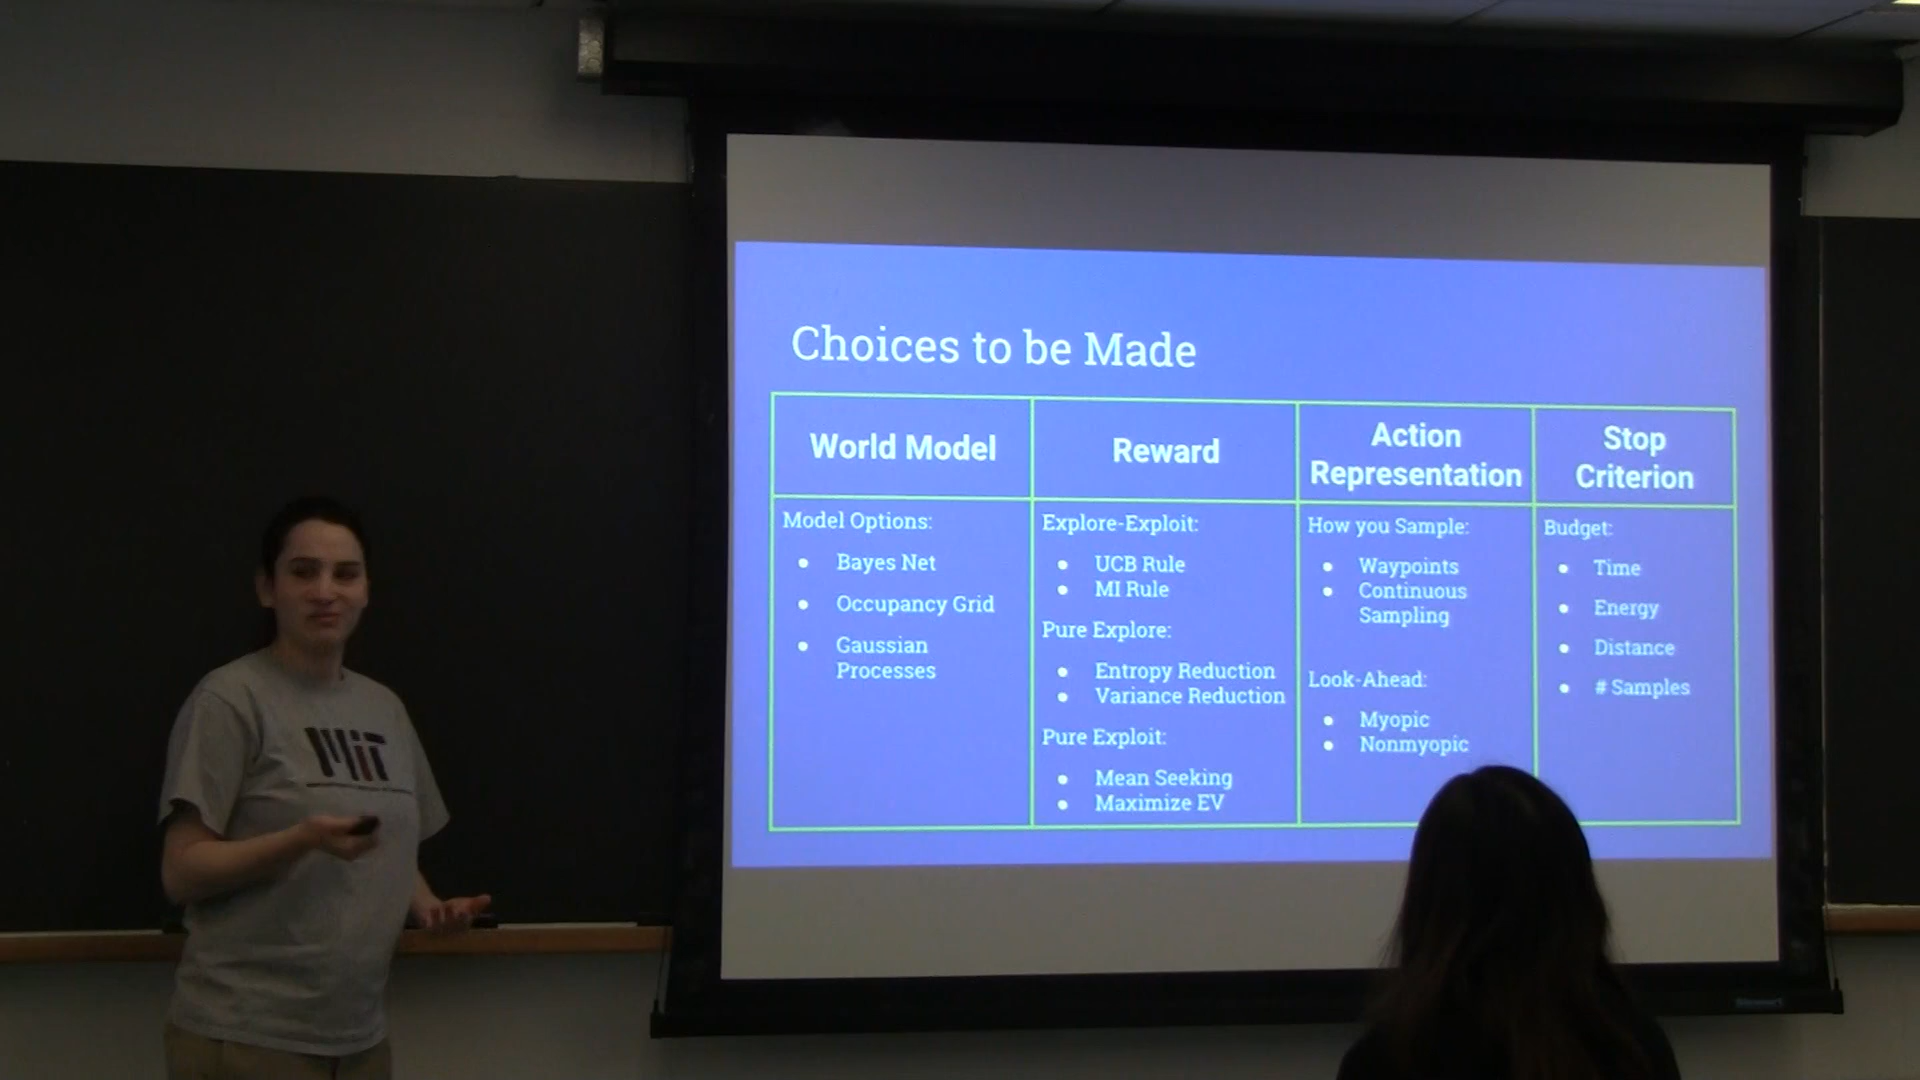 Choices to be Made
World Model
Reward
Action
Representation
Stop
Criterion
Model Options:
● Bayes Net
● Occupancy Grid
● Gaussian
Processes
Explore-Exploit:
● UCB Rule
● MI Rule
Pure Explore:
● Entropy Reduction
● Variance Reduction
Pure Exploit:
● Mean Seeking
● Maximize EV
How you Sample:
● Waypoints
● Continuous
Sampling
Look-Ahead:
● Myopic
● Nonmyopic
Budget:
● Time
● Energy
● Distance
● # Samples
MIT